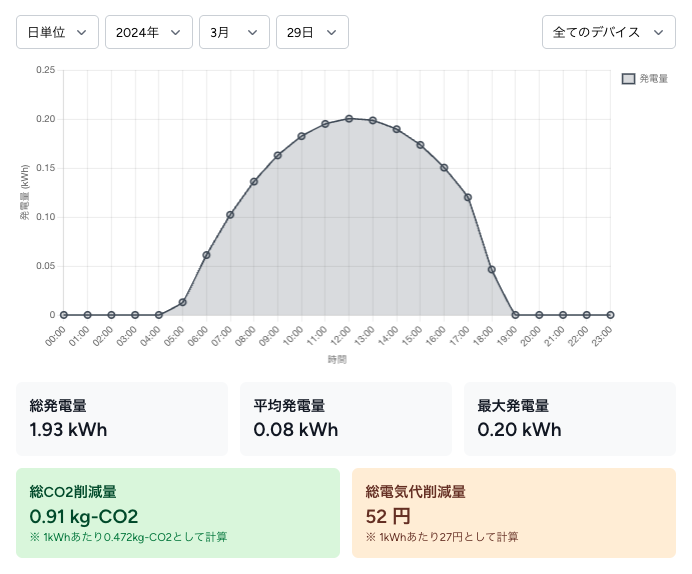 日単位 2024年 3月 29日 全てのデバイス
発電量
0.25
0.20
0.15
0.10
0.05
0
発電量 (kWh)
00:00 01:00 02:00 03:00 04:00 05:00 06:00 07:00 08:00 09:00 10:00 11:00 12:00 13:00 14:00 15:00 16:00 17:00 18:00 19:00 20:00 21:00 22:00 23:00
時間
総発電量
1.93 kWh
平均発電量
0.08 kWh
最大発電量
0.20 kWh
総CO2削減量
0.91 kg-CO2
※ 1kWhあたり0.472kg-CO2として計算
総電気代削減量
52 円
※ 1kWhあたり27円として計算